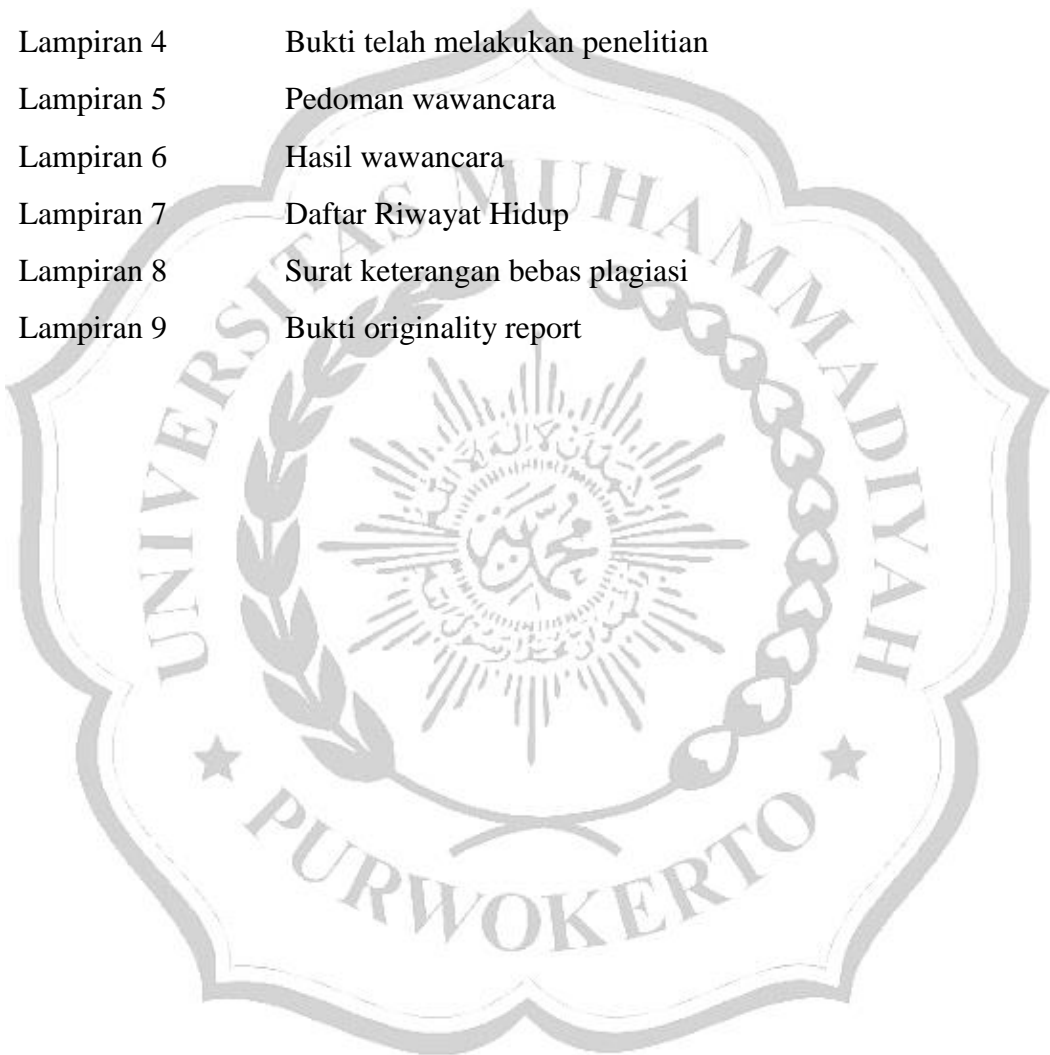 Lampiran 4 Bukti telah melakukan penelitian
Lampiran 5 Pedoman wawancara
Lampiran 6 Hasil wawancara
Lampiran 7 Daftar Riwayat Hidup
Lampiran 8 Surat keterangan bebas plagiasi
Lampiran 9 Bukti originality report
UNIVERSITAS MUHAMMADIYAH
PURWOKERTO